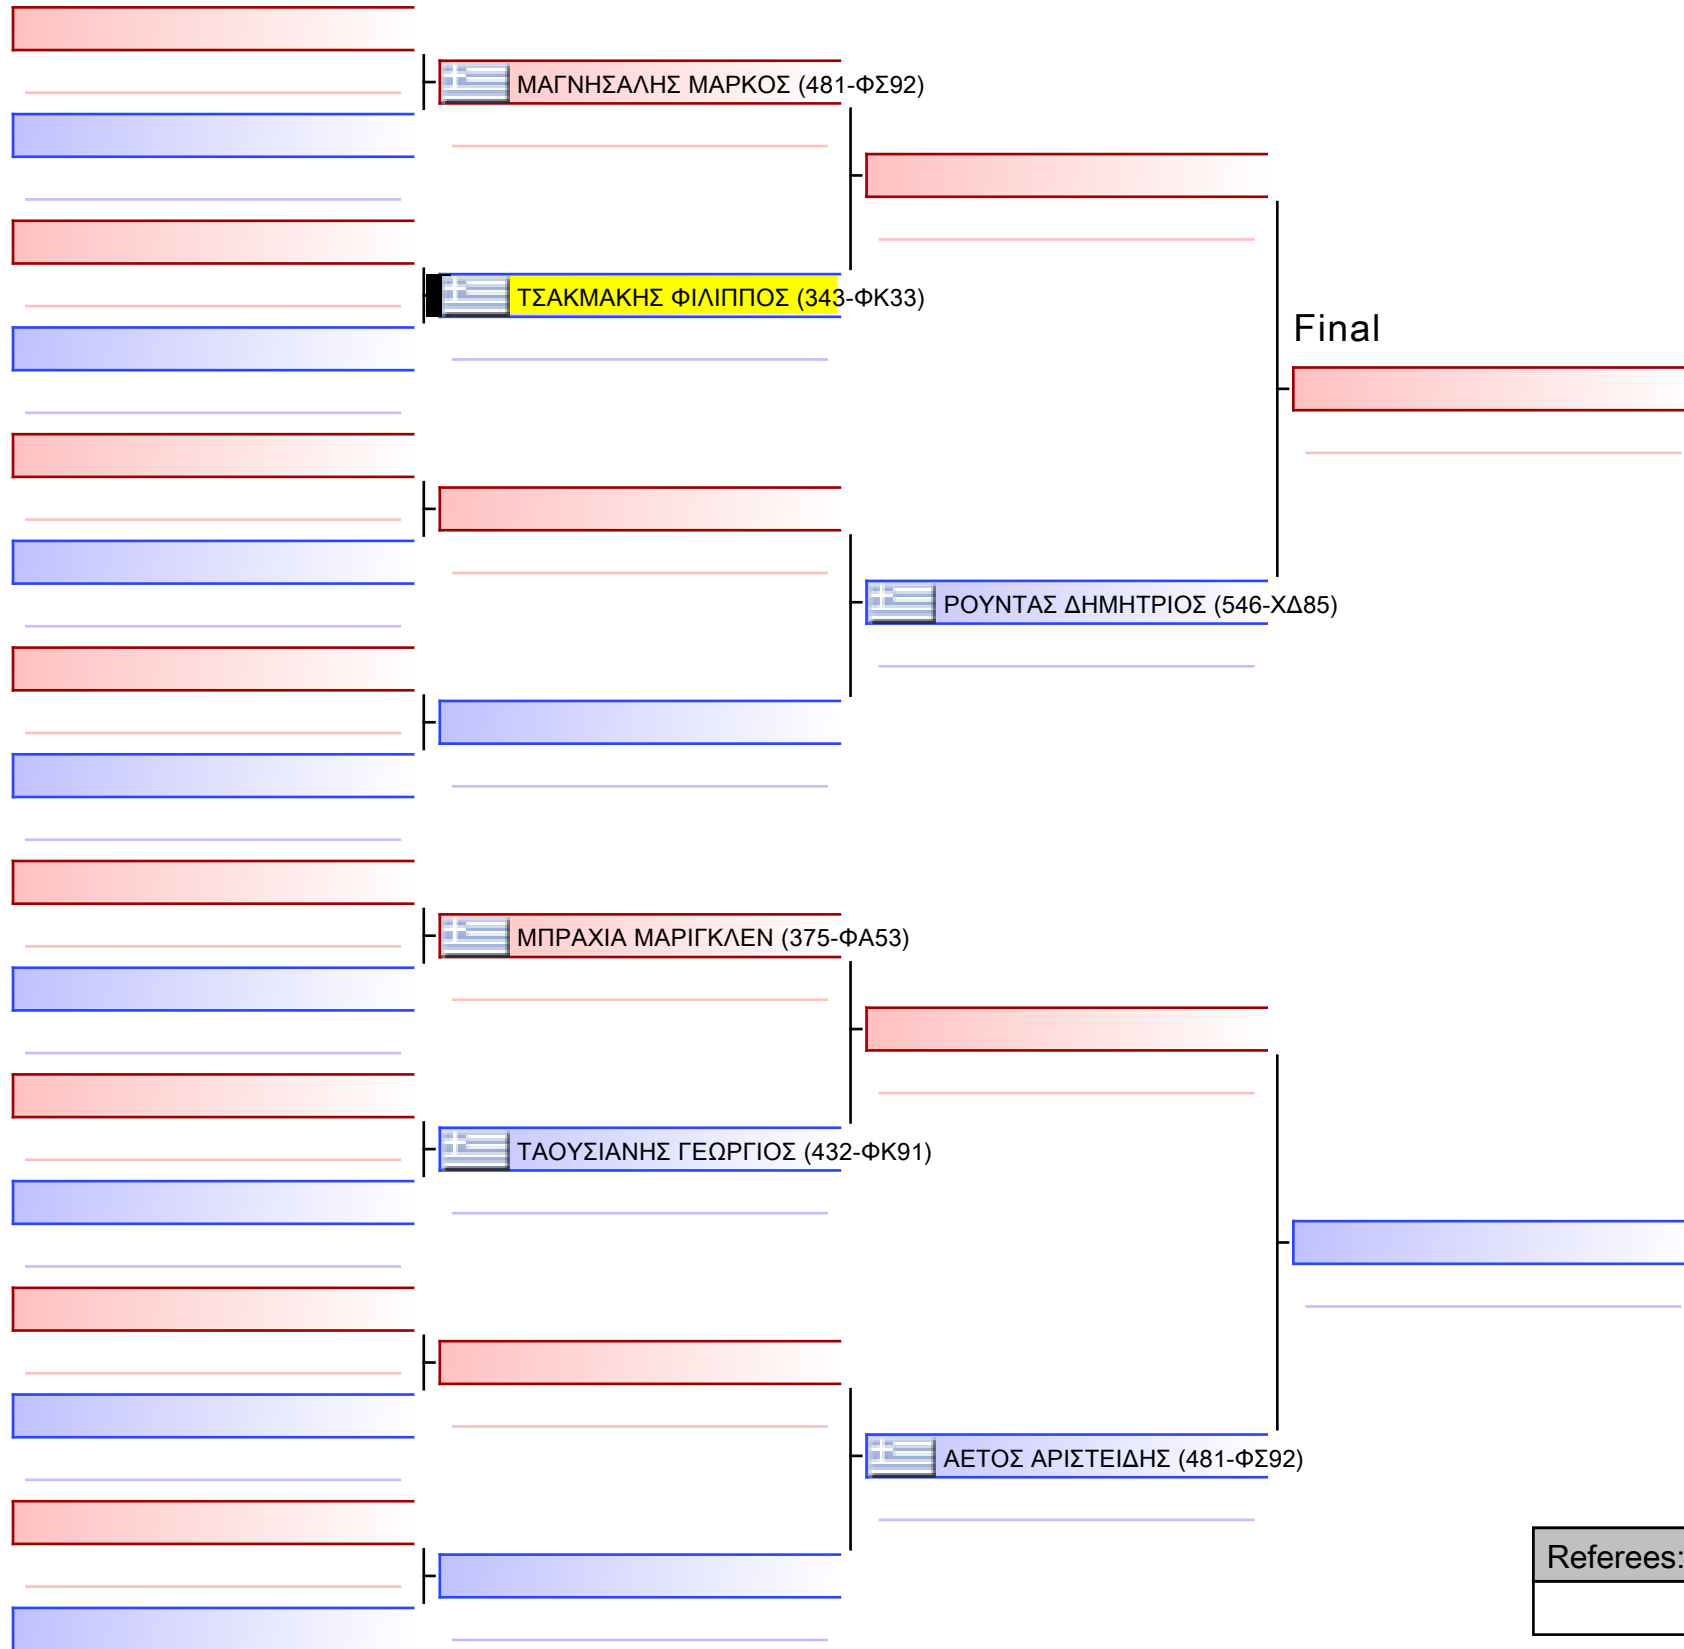 ΜΑΓΝΗΣΑΛΗΣ ΜΑΡΚΟΣ (481-ΦΣ92)
ΤΣΑΚΜΑΚΗΣ ΦΙΛΙΠΠΟΣ (343-ΦΚ33)
Final
ΡΟΥΝΤΑΣ ΔΗΜΗΤΡΙΟΣ (546-ΧΔ85)
ΜΠΡΑΧΙΑ ΜΑΡΙΓΚΛΕΝ (375-ΦΑ53)
ΤΑΟΥΣΙΑΝΗΣ ΓΕΩΡΓΙΟΣ (432-ΦΚ91)
ΑΕΤΟΣ ΑΡΙΣΤΕΙΔΗΣ (481-ΦΣ92)
Referees: